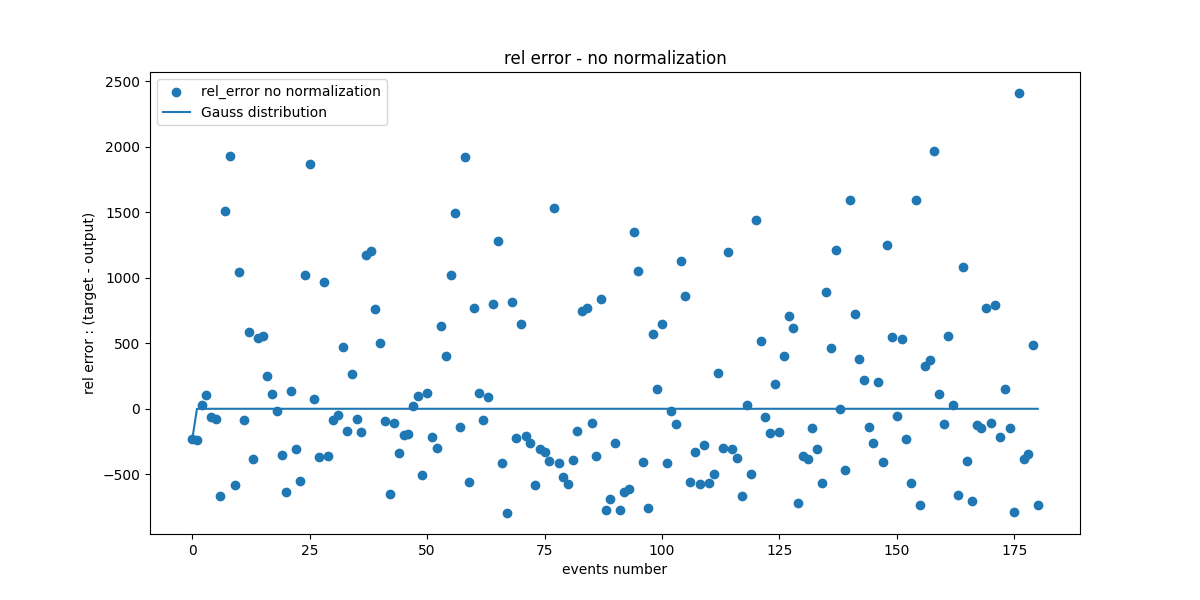 rel error - no normalization
rel_error no normalization
Gauss distribution
rel error : (target - output)
2500
2000
1500
1000
500
0
−500
0 25 50 75 100 125 150 175
events number